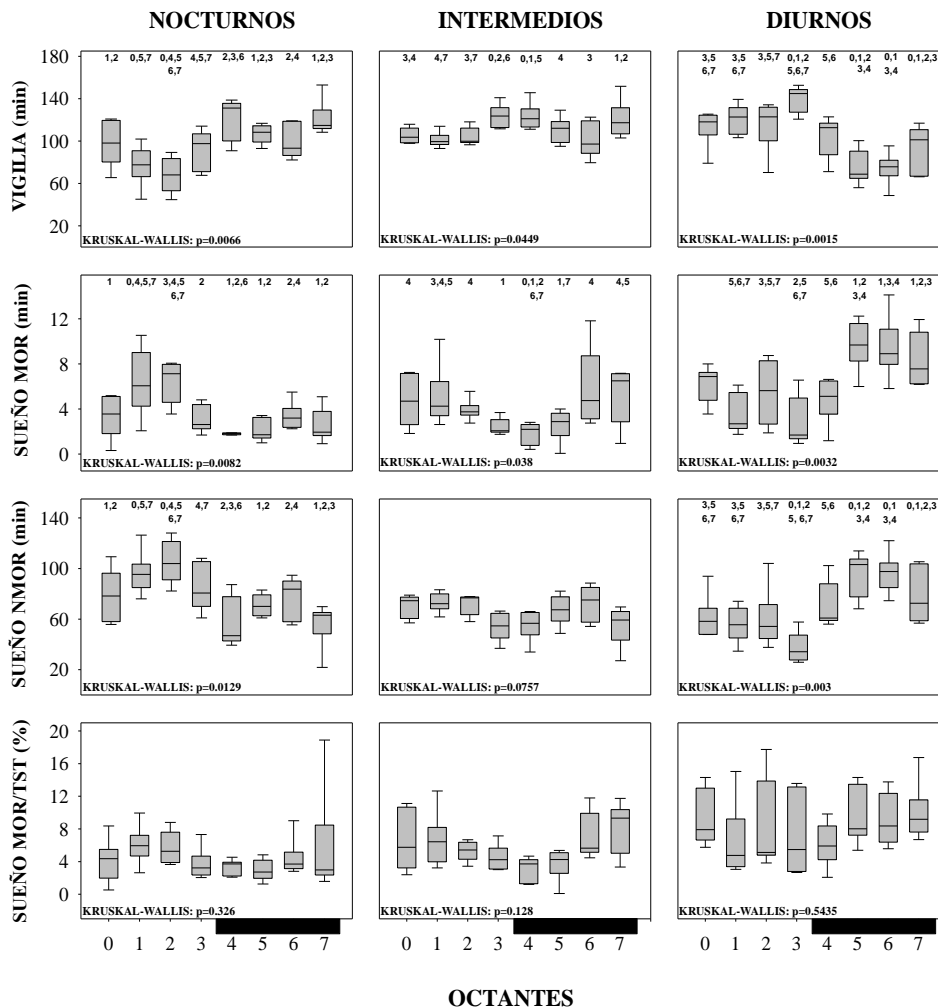 NOCTURNOS INTERMEDIOS DIURNOS
VIGILIA (min)
180
140
100
60
20
1,2 0,5,7 0,4,5 4,5,7 2,3,6 1,2,3 2,4 1,2,3
6,7
KRUSKAL-WALLIS: p=0.0066
3,4 4,7 3,7 0,2,6 0,1,5 4 3 1,2
KRUSKAL-WALLIS: p=0.0449
3,5 3,5 3,5,7 0,1,2 5,6 0,1,2 0,1 0,1,2,3
6,7 6,7 5,6,7 3,4 3,4
KRUSKAL-WALLIS: p=0.0015
SUEÑO MOR (min)
12
8
4
0
1 0,4,5,7 3,4,5 2 1,2,6 1,2 2,4 1,2
6,7
KRUSKAL-WALLIS: p=0.0082
4 3,4,5 4 1 0,1,2 1,7 4 4,5
6,7
KRUSKAL-WALLIS: p=0.038
5,6,7 3,5,7 2,5 5,6 1,2 1,3,4 1,2,3
6,7 3,4
KRUSKAL-WALLIS: p=0.0032
SUEÑO NMOR (min)
140
100
60
20
1,2 0,5,7 0,4,5 4,7 2,3,6 1,2 2,4 1,2,3
6,7
KRUSKAL-WALLIS: p=0.0129
KRUSKAL-WALLIS: p=0.0757
3,5 3,5 3,5,7 0,1,2 5,6 0,1,2 0,1 0,1,2,3
6,7 6,7 5, 6,7 3,4 3,4
KRUSKAL-WALLIS: p=0.003
SUEÑO MOR/TST (%)
20
16
12
8
4
0
KRUSKAL-WALLIS: p=0.326
KRUSKAL-WALLIS: p=0.128
KRUSKAL-WALLIS: p=0.5435
0 1 2 3 4 5 6 7 0 1 2 3 4 5 6 7 0 1 2 3 4 5 6 7
OCTANTES